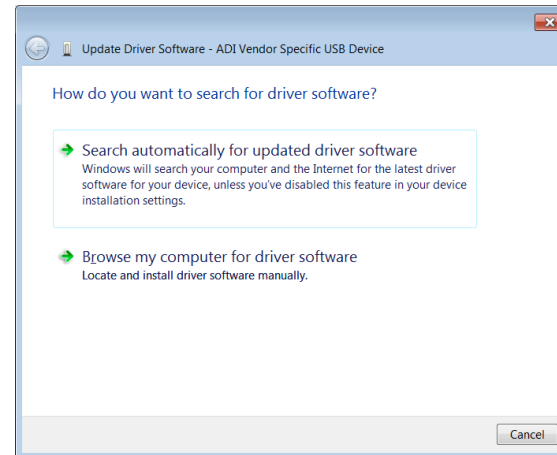 Update Driver Software - ADI Vendor Specific USB Device
How do you want to search for driver software?
Search automatically for updated driver software
Windows will search your computer and the Internet for the latest driver
software for your device, unless you've disabled this feature in your device
installation settings.
Browse my computer for driver software
Locate and install driver software manually.
Cancel